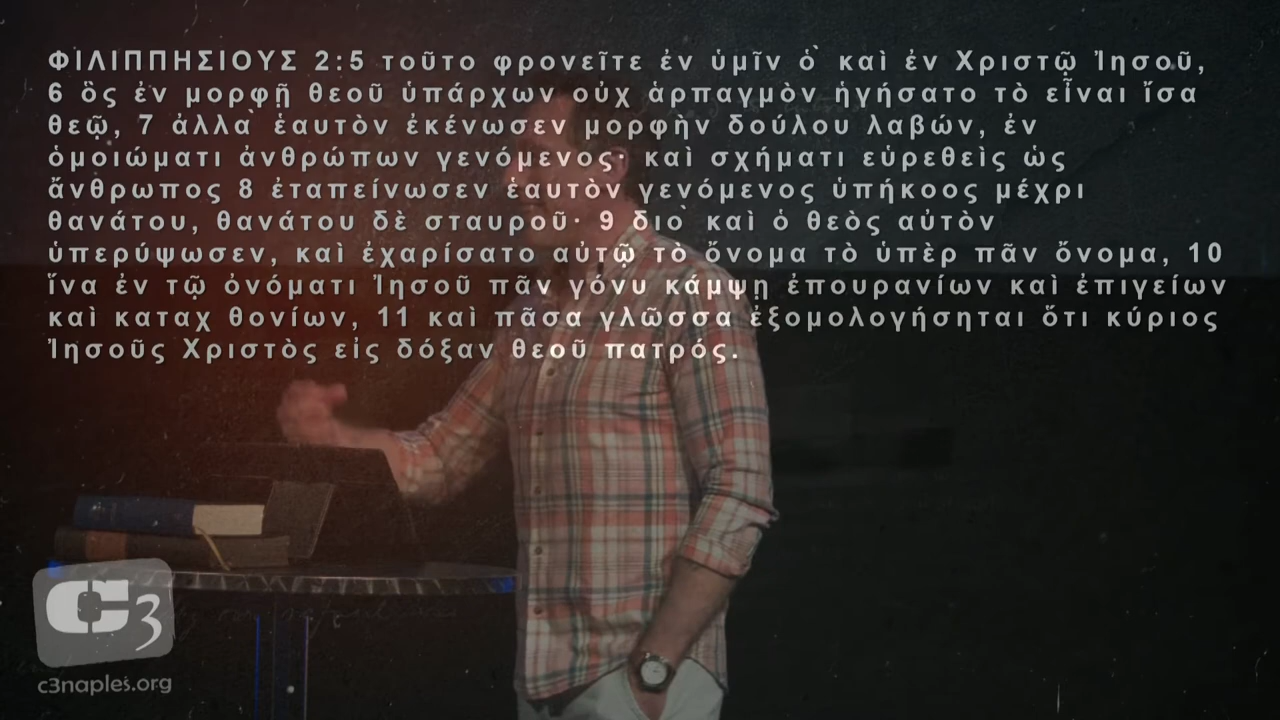 ΦΙΛΙΠΠΗΣΙΟΥΣ 2:5 τοῦτο φρονεῖτε ἐν ὑμῖν ὁ ̀ καὶ ἐν Χριστῷ Ἰησοῦ,
6 ὃς ἐν μορφῇ θεοῦ ὑπάρχων οὐχ ἁρπαγμὸν ἡγήσατο τὸ εἶναι ἴσα
θεῷ, 7 ἀλλα ̀ ἑαυτὸν ἐκένωσεν μορφὴν δούλου λαβών, ἐν
ὁμοιώματι ἀνθρώπων γενόμενος· καὶ σχήματι εὑρεθεὶς ὡς
ἄνθρωπος 8 ἐταπείνωσεν ἑαυτὸν γενόμενος ὑπήκοος μέχρι
θανάτου, θανάτου δὲ σταυροῦ· 9 διο ̀ καὶ ὁ θεὸς αὐτὸν
ὑπερύψωσεν, καὶ ἐχαρίσατο αὐτῷ τὸ ὄνομα τὸ ὑπὲρ πᾶν ὄνομα, 10
ἵνα ἐν τῷ ὀνόματι Ἰησοῦ πᾶν γόνυ κάμψῃ ἐπουρανίων καὶ ἐπιγείων
καὶ καταχ θονίων, 11 καὶ πᾶσα γλῶσσα ἐξομολογήσηται ὅτι κύριος
Ἰησοῦς Χριστὸς εἰς δόξαν θεοῦ πατρός.
C3
c3naples.org